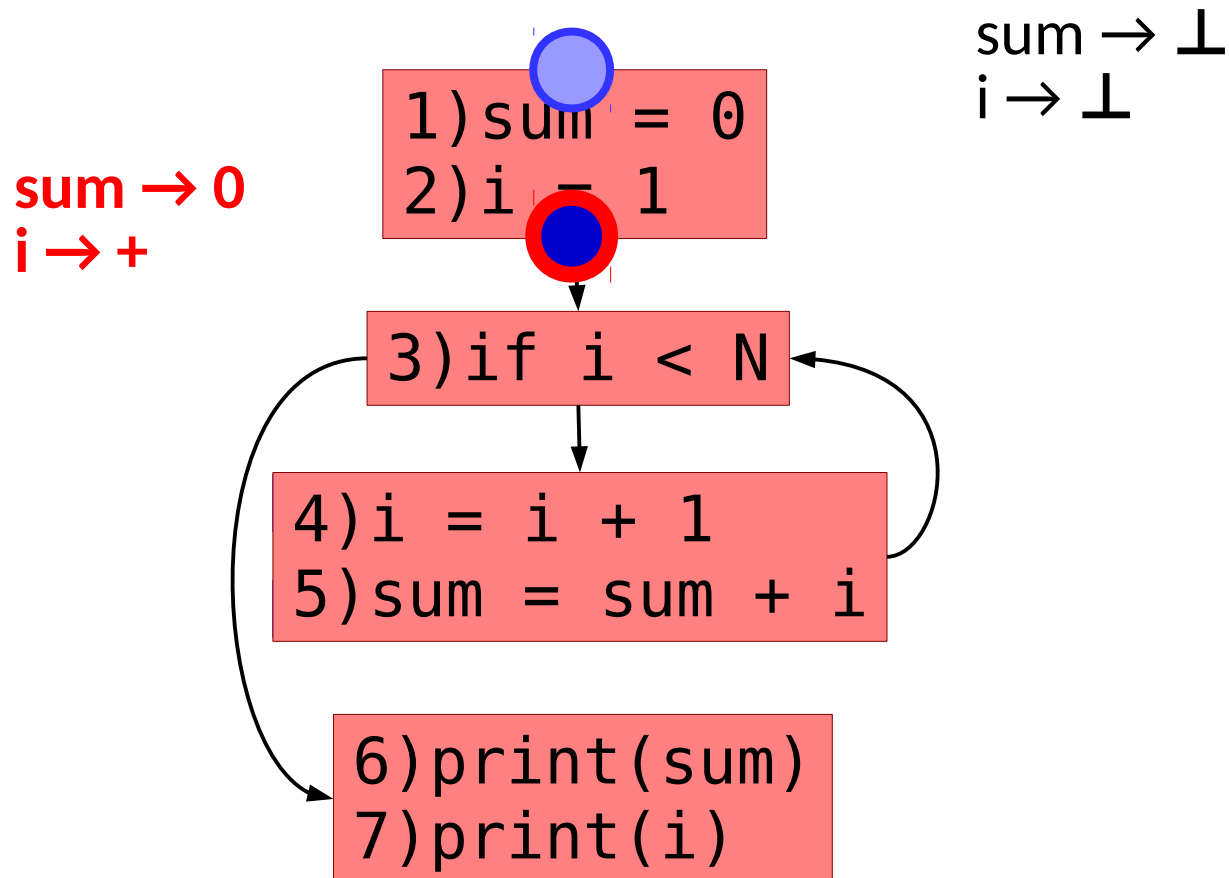 sum → ⊥
i → ⊥
1)sum = 0
2)i = 1
sum → 0
i → +
3)if i < N
4)i = i + 1
5)sum = sum + i
6)print(sum)
7)print(i)